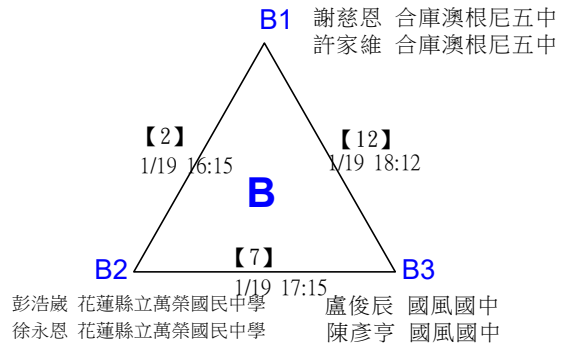 B1
謝慈恩 合庫澳根尼五中
許家維 合庫澳根尼五中
【2】
1/19 16:15
【12】
1/19 18:12
B
【7】
1/19 17:15
B2
B3
彭浩崴 花蓮縣立萬榮國民中學
徐永恩 花蓮縣立萬榮國民中學
盧俊辰 國風國中
陳彥亨 國風國中